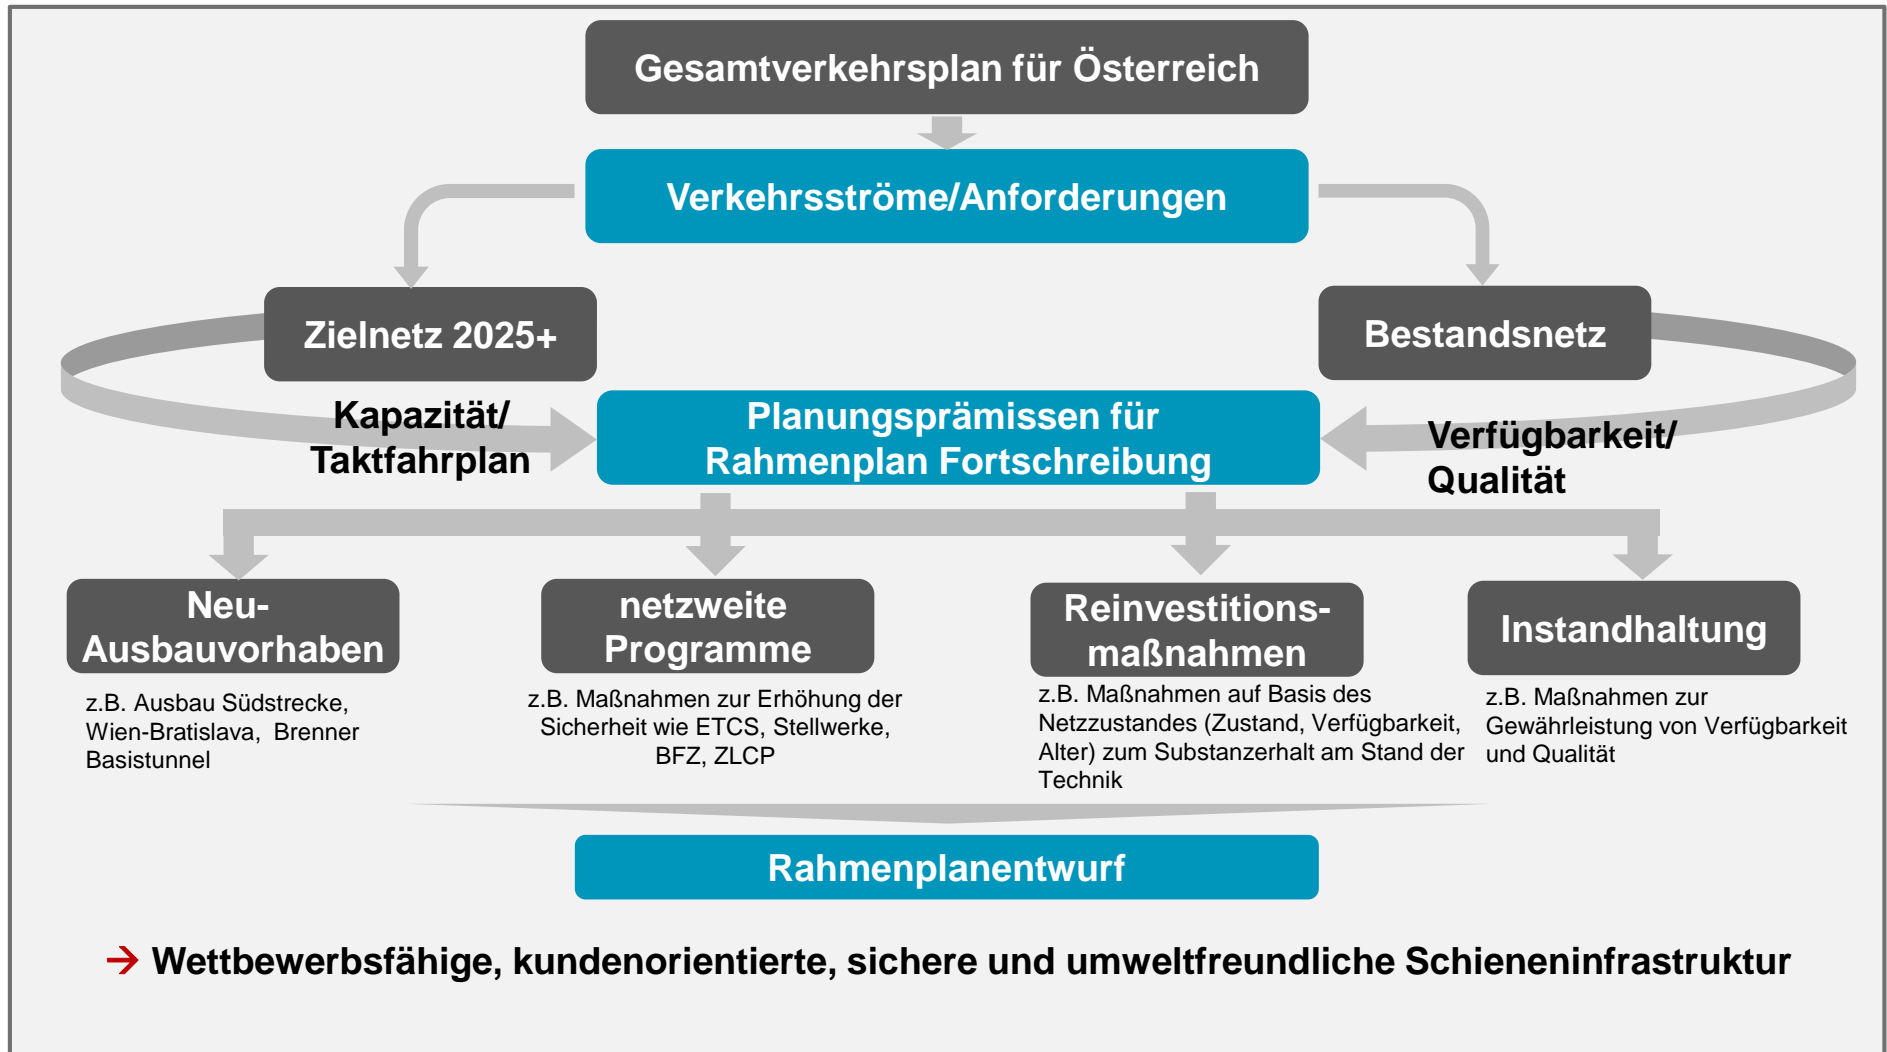 Gesamtverkehrsplan für Österreich
Verkehrsströme/Anforderungen
Zielnetz 2025+
Bestandsnetz
Kapazität/
Taktfahrplan
Planungsprämissen für
Rahmenplan Fortschreibung
Verfügbarkeit/
Qualität
Neu-
Ausbauvorhaben
z.B. Ausbau Südstrecke,
Wien-Bratislava, Brenner
Basistunnel
netzweite
Programme
z.B. Maßnahmen zur Erhöhung der
Sicherheit wie ETCS, Stellwerke,
BFZ, ZLCP
Reinvestitions-
maßnahmen
z.B. Maßnahmen auf Basis des
Netzzustandes (Zustand, Verfügbarkeit,
Alter) zum Substanzerhalt am Stand der
Technik
Instandhaltung
z.B. Maßnahmen zur
Gewährleistung von Verfügbarkeit
und Qualität
Rahmenplanentwurf
→ Wettbewerbsfähige, kundenorientierte, sichere und umweltfreundliche Schieneninfrastruktur